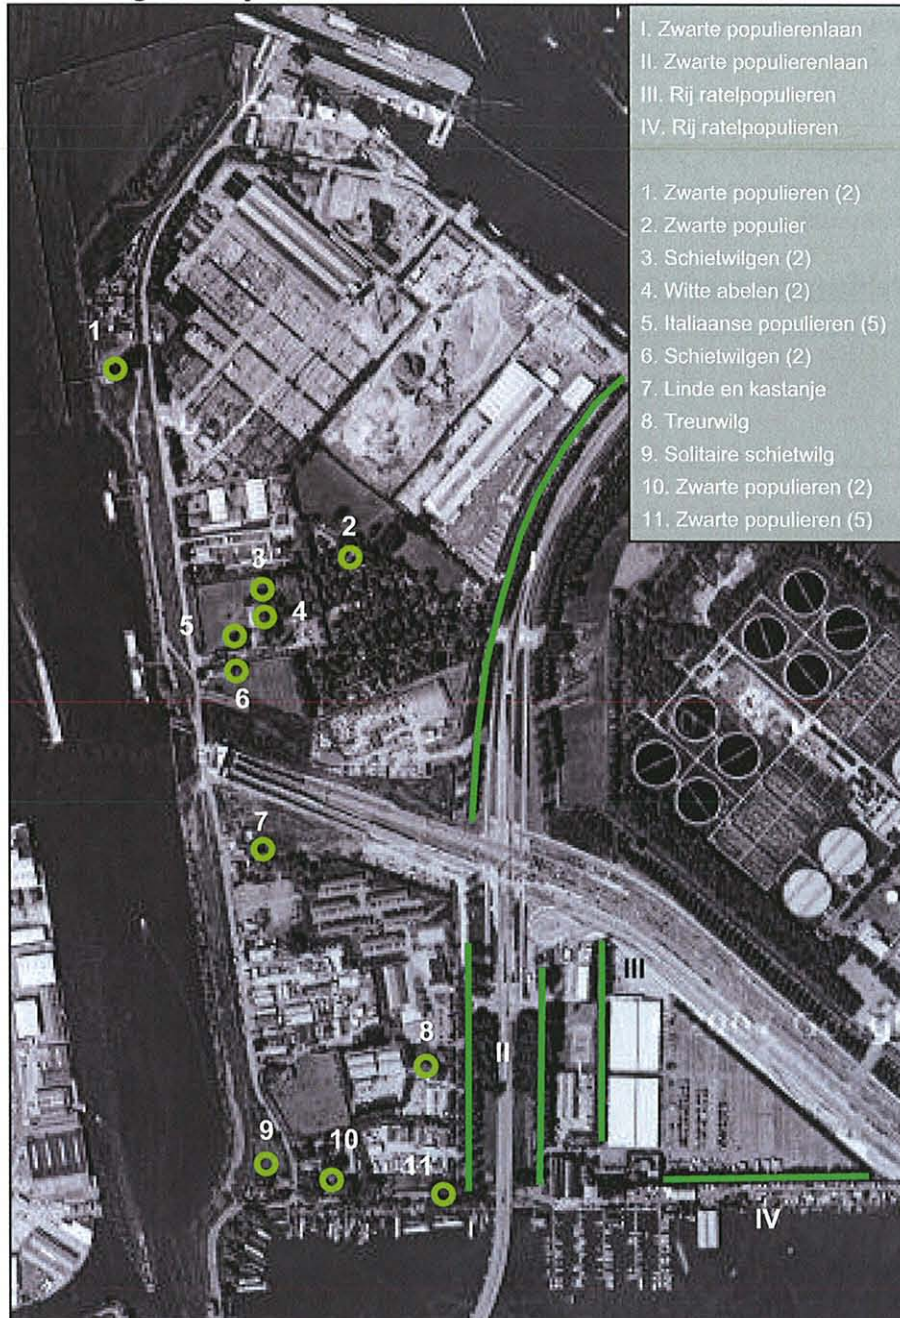 I. Zwarte populierenlaan
II. Zwarte populierenlaan
III. Rij ratelpopulieren
IV. Rij ratelpopulieren
1. Zwarte populieren (2)
2. Zwarte populier
3. Schietwilgen (2)
4. Witte abelen (2)
5. Italiaanse populieren (5)
6. Schietwilgen (2)
7. Linde en kastanje
8. Treurwilg
9. Solitaire schietwilg
10. Zwarte populieren (2)
11. Zwarte populieren (5)
1
I
2
3
4
5
6
7
III
8
II
9
10
11
IV